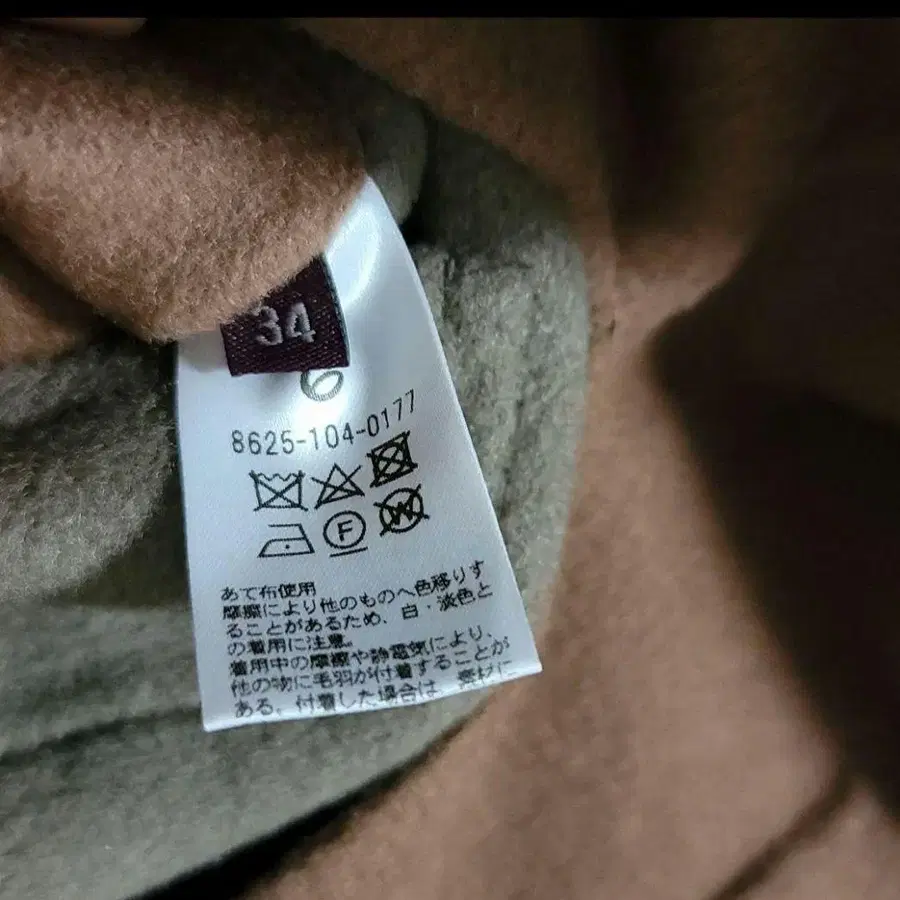 34
6
8625-104-0177
F
W
あて布使用
摩擦により他のものへ色移りす
ることがあるため、白・淡色と
の着用に注意。
着用中の摩擦や静電気により、
他の物に毛羽が付着することが
ある。付着した場合は、素材に